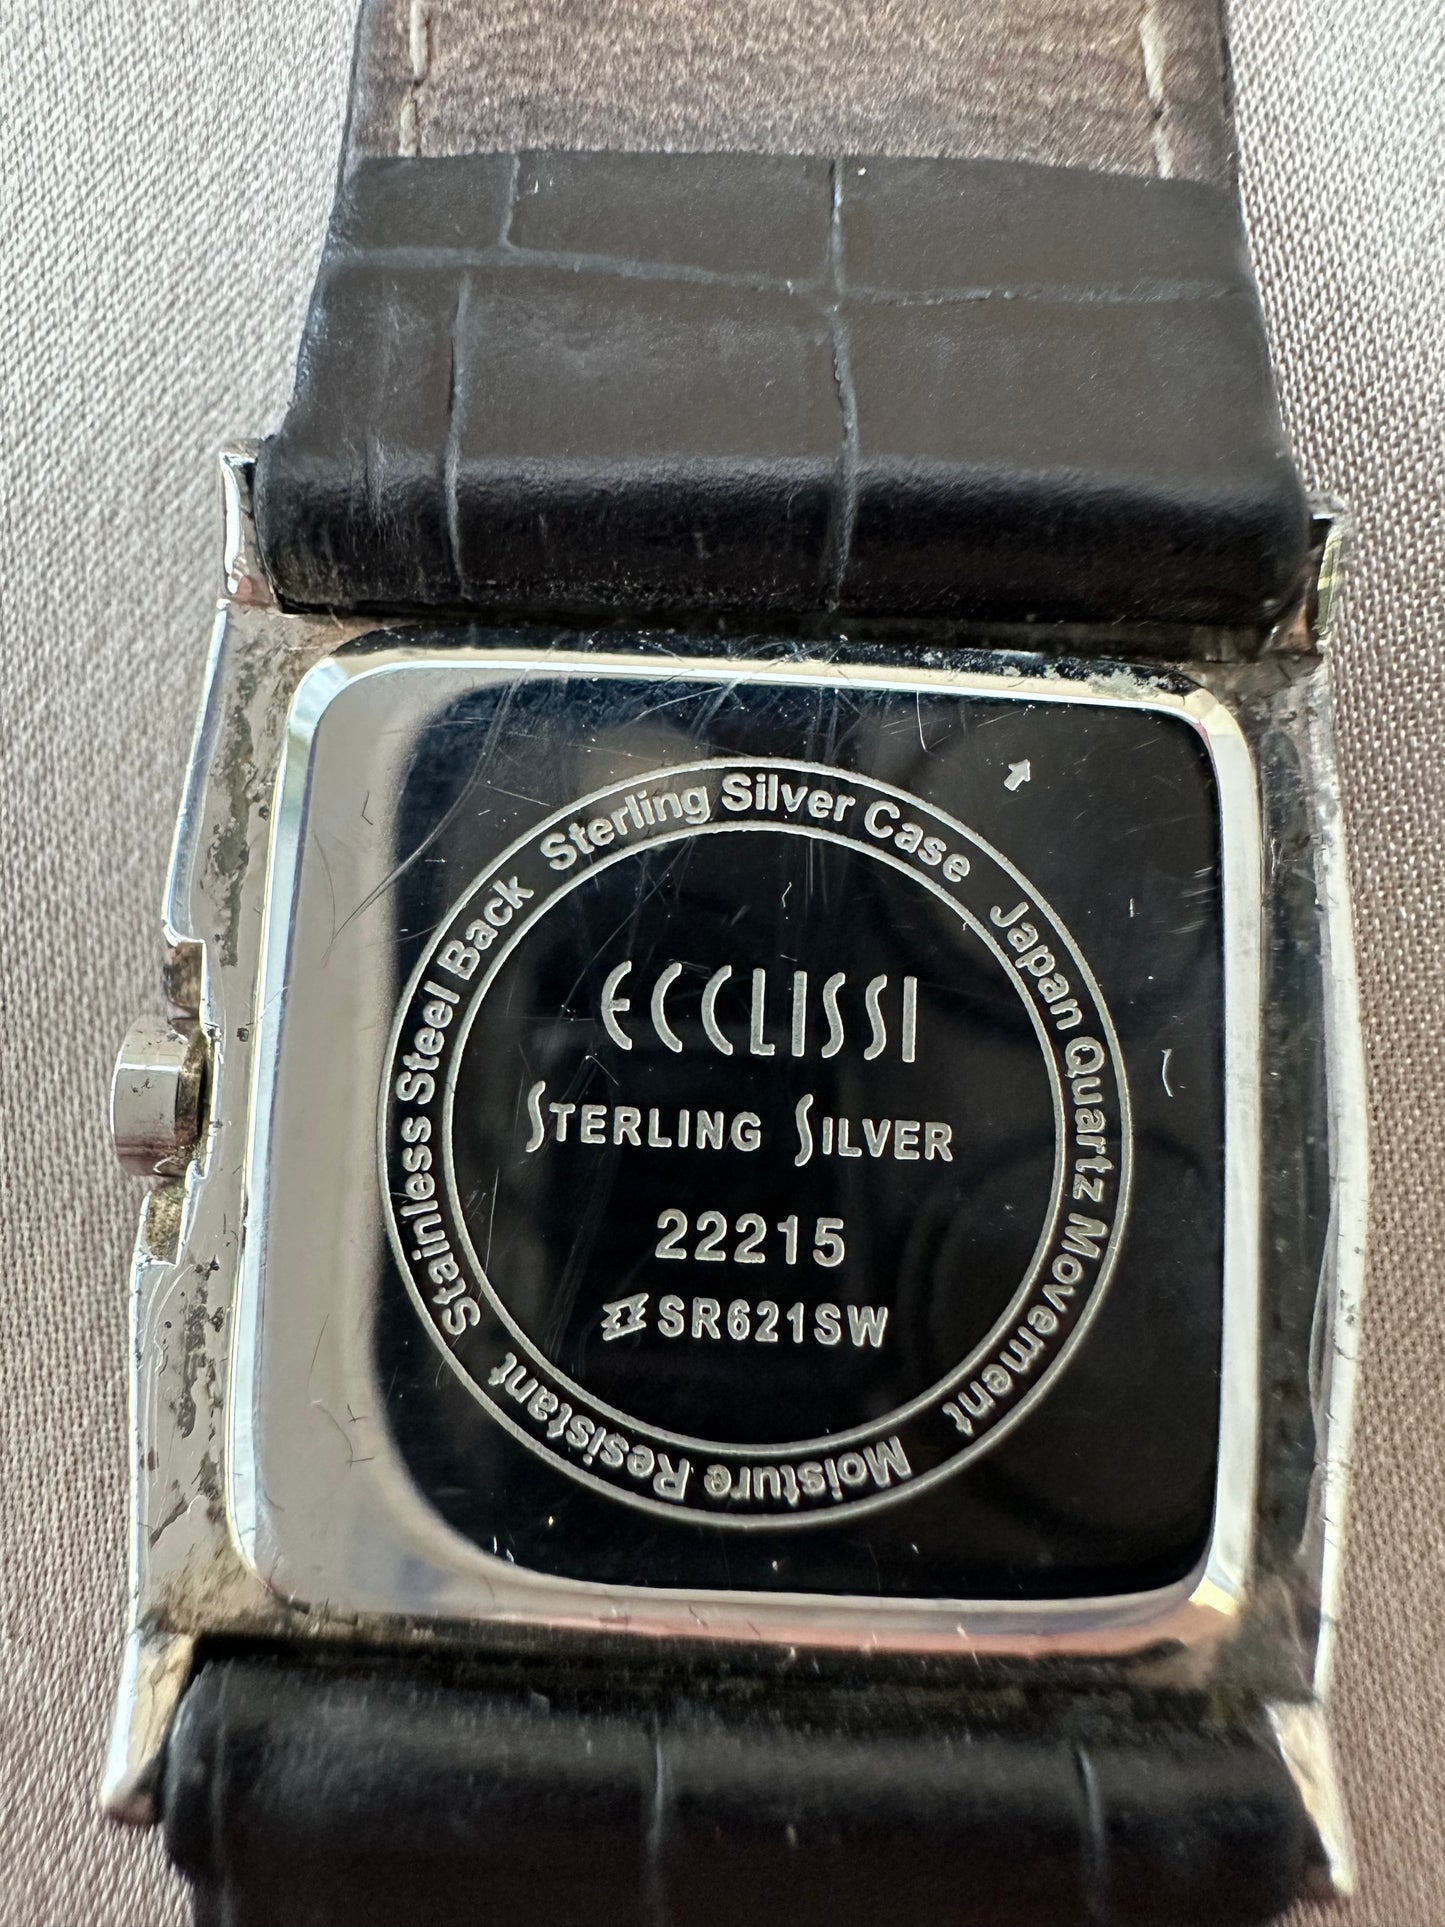 Stainless Steel Back Sterling Silver Case Japan Quartz Movement Moisture Resistant
ECCLISSI
STERLING SILVER
22215
SR621SW